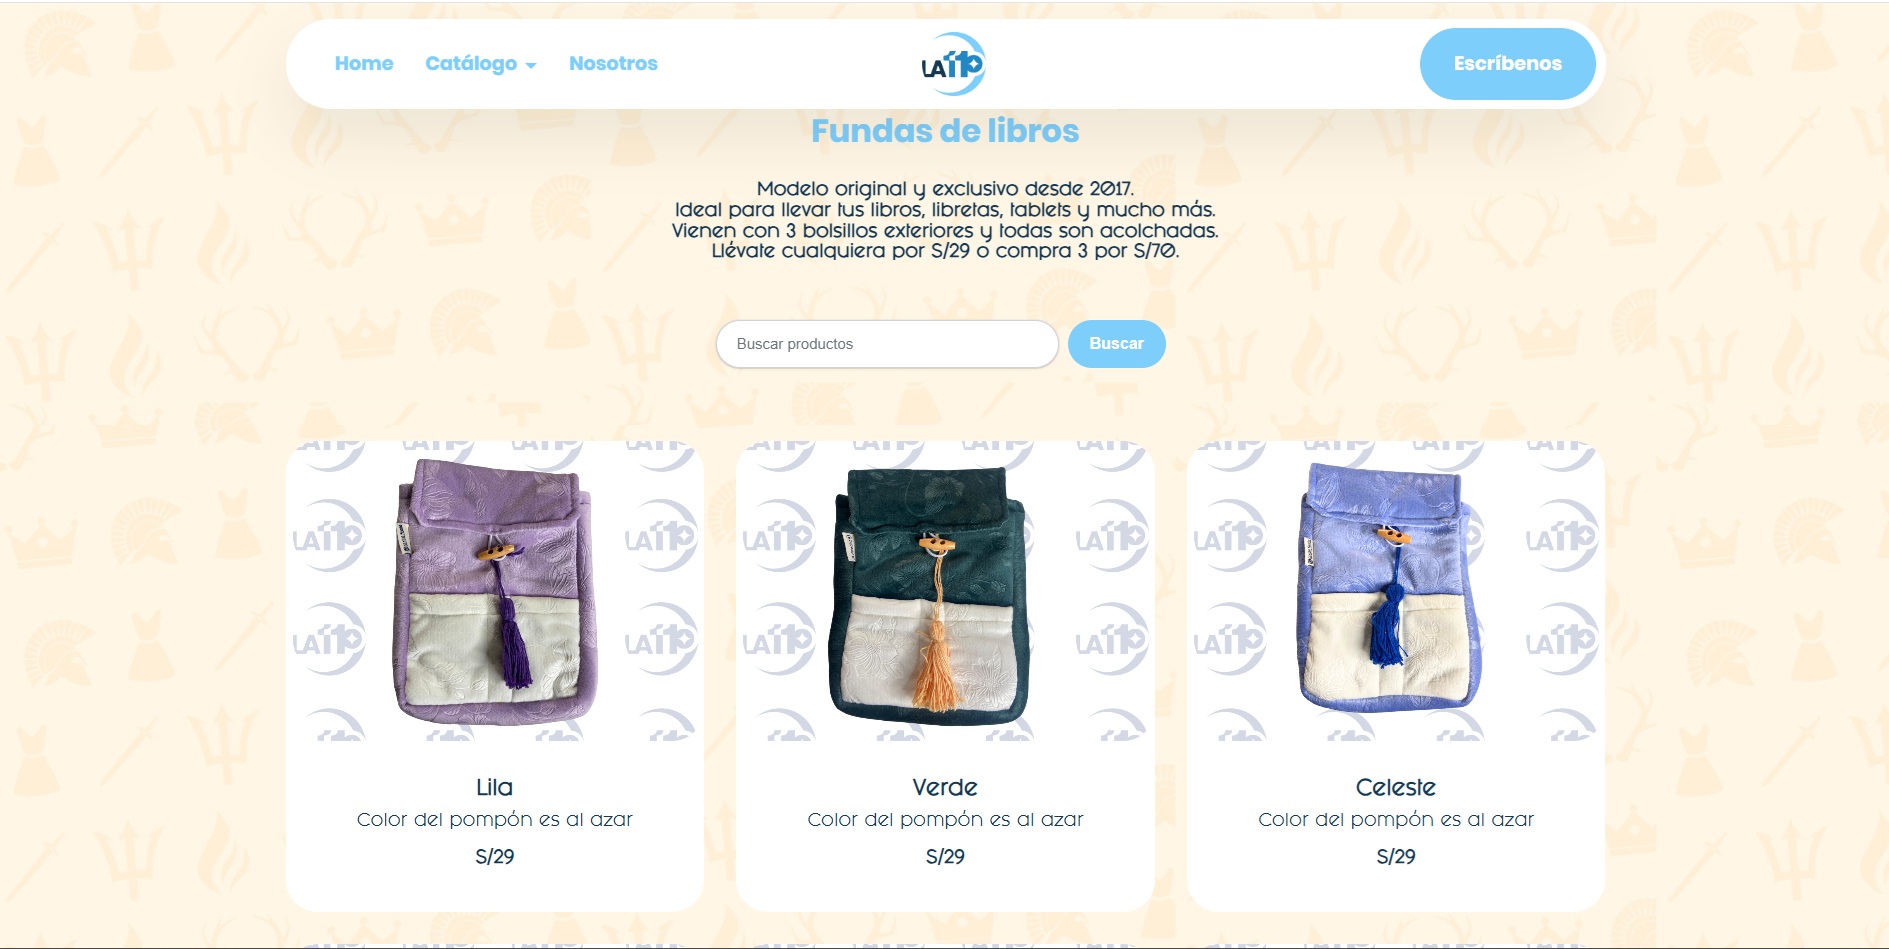 Home
Catálogo
Nosotros
LA110
Escríbenos
Fundas de libros
Modelo original y exclusivo desde 2017.
Ideal para llevar tus libros, libretas, tablets y mucho más.
Vienen con 3 bolsillos exteriores y todas son acolchadas.
Llévate cualquiera por S/29 o compra 3 por S/70.
Buscar productos
Buscar
Lila
Color del pompón es al azar
S/29
Verde
Color del pompón es al azar
S/29
Celeste
Color del pompón es al azar
S/29